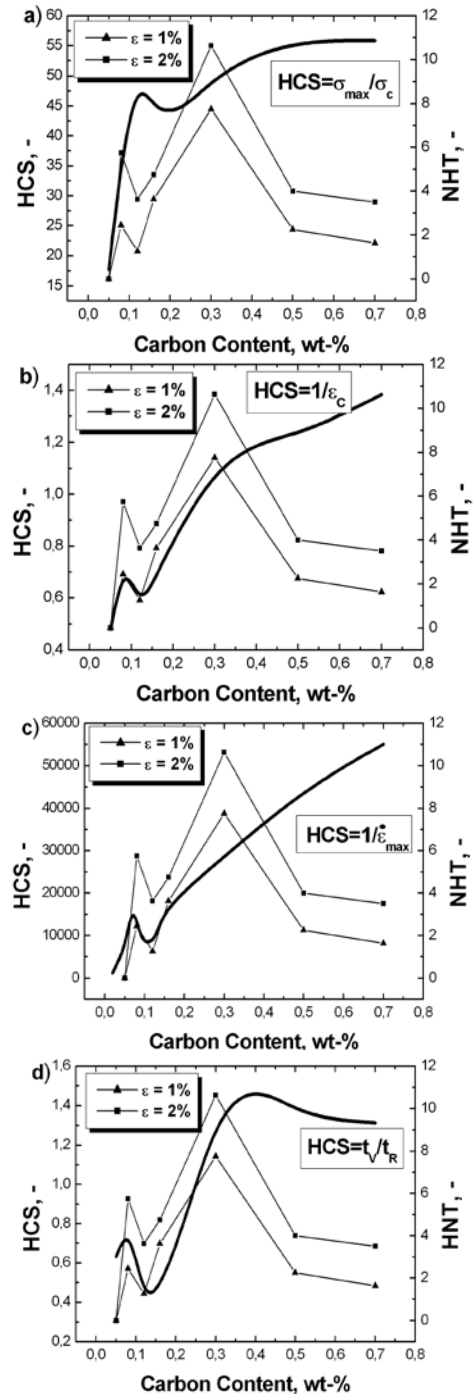 a)
ε = 1%
ε = 2%
HCS=σmax/σc
HCS, -
60
55
50
45
40
35
30
25
20
15
NHT, -
12
10
8
6
4
2
0
0,0 0,1 0,2 0,3 0,4 0,5 0,6 0,7 0,8
Carbon Content, wt-%
b)
ε = 1%
ε = 2%
HCS=1/εC
HCS, -
1,4
1,2
1,0
0,8
0,6
0,4
NHT, -
12
10
8
6
4
2
0
0,0 0,1 0,2 0,3 0,4 0,5 0,6 0,7 0,8
Carbon Content, wt-%
c)
ε = 1%
ε = 2%
HCS=1/ε̇max
HCS, -
60000
50000
40000
30000
20000
10000
0
NHT, -
12
10
8
6
4
2
0
0,0 0,1 0,2 0,3 0,4 0,5 0,6 0,7 0,8
Carbon Content, wt-%
d)
ε = 1%
ε = 2%
HCS=tV/tR
HCS, -
1,6
1,4
1,2
1,0
0,8
0,6
0,4
0,2
HNT, -
12
10
8
6
4
2
0
0,0 0,1 0,2 0,3 0,4 0,5 0,6 0,7 0,8
Carbon Content, wt-%